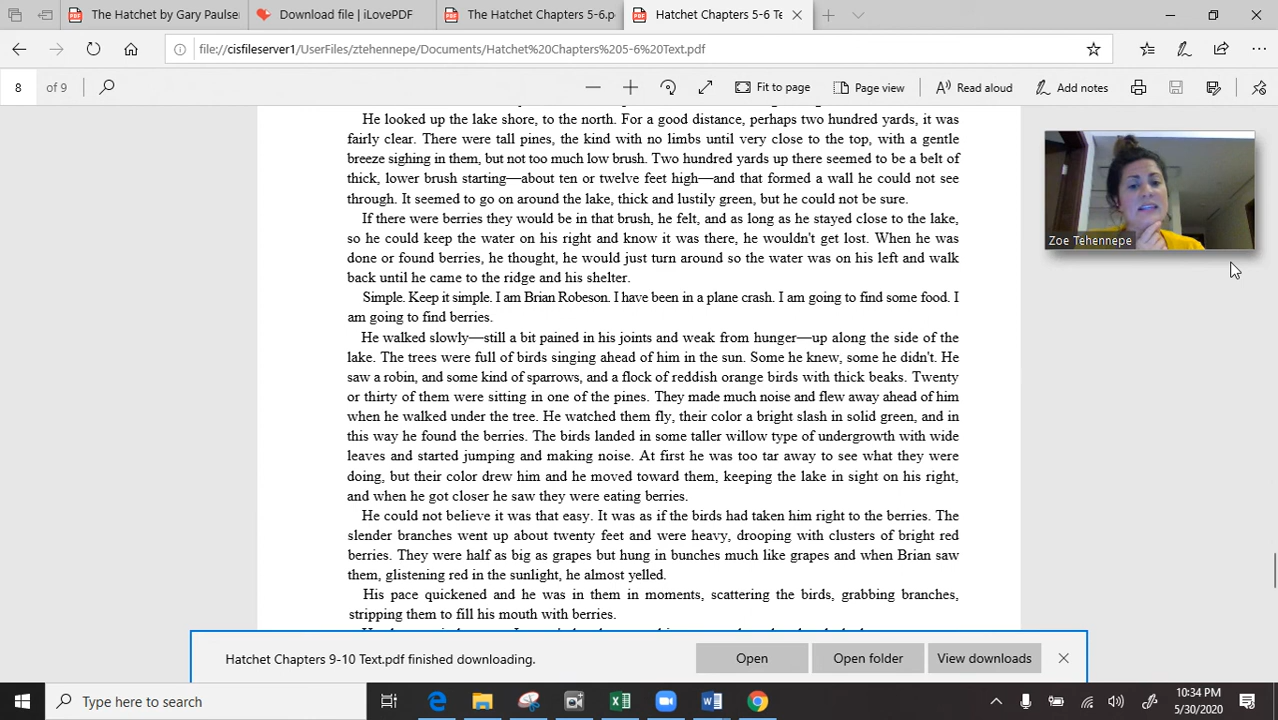 The Hatchet by Gary Paulse
Download file | iLovePDF
The Hatchet Chapters 5-6.p
Hatchet Chapters 5-6 Te
file://cisfileserver1/UserFiles/ztehennepe/Documents/Hatchet%20Chapters%205-6%20Text.pdf
8 of 9
Fit to page
Page view
Read aloud
Add notes
He looked up the lake shore, to the north. For a good distance, perhaps two hundred yards, it was
fairly clear. There were tall pines, the kind with no limbs until very close to the top, with a gentle
breeze sighing in them, but not too much low brush. Two hundred yards up there seemed to be a belt of
thick, lower brush starting—about ten or twelve feet high—and that formed a wall he could not see
through. It seemed to go on around the lake, thick and lustily green, but he could not be sure.
If there were berries they would be in that brush, he felt, and as long as he stayed close to the lake,
so he could keep the water on his right and know it was there, he wouldn't get lost. When he was
done or found berries, he thought, he would just turn around so the water was on his left and walk
back until he came to the ridge and his shelter.
Simple. Keep it simple. I am Brian Robeson. I have been in a plane crash. I am going to find some food. I
am going to find berries.
He walked slowly—still a bit pained in his joints and weak from hunger—up along the side of the
lake. The trees were full of birds singing ahead of him in the sun. Some he knew, some he didn't. He
saw a robin, and some kind of sparrows, and a flock of reddish orange birds with thick beaks. Twenty
or thirty of them were sitting in one of the pines. They made much noise and flew away ahead of him
when he walked under the tree. He watched them fly, their color a bright slash in solid green, and in
this way he found the berries. The birds landed in some taller willow type of undergrowth with wide
leaves and started jumping and making noise. At first he was too tar away to see what they were
doing, but their color drew him and he moved toward them, keeping the lake in sight on his right,
and when he got closer he saw they were eating berries.
He could not believe it was that easy. It was as if the birds had taken him right to the berries. The
slender branches went up about twenty feet and were heavy, drooping with clusters of bright red
berries. They were half as big as grapes but hung in bunches much like grapes and when Brian saw
them, glistening red in the sunlight, he almost yelled.
His pace quickened and he was in them in moments, scattering the birds, grabbing branches,
stripping them to fill his mouth with berries.
Zoe Tehennepe
Hatchet Chapters 9-10 Text.pdf finished downloading.
Open
Open folder
View downloads
Type here to search
10:34 PM
5/30/2020